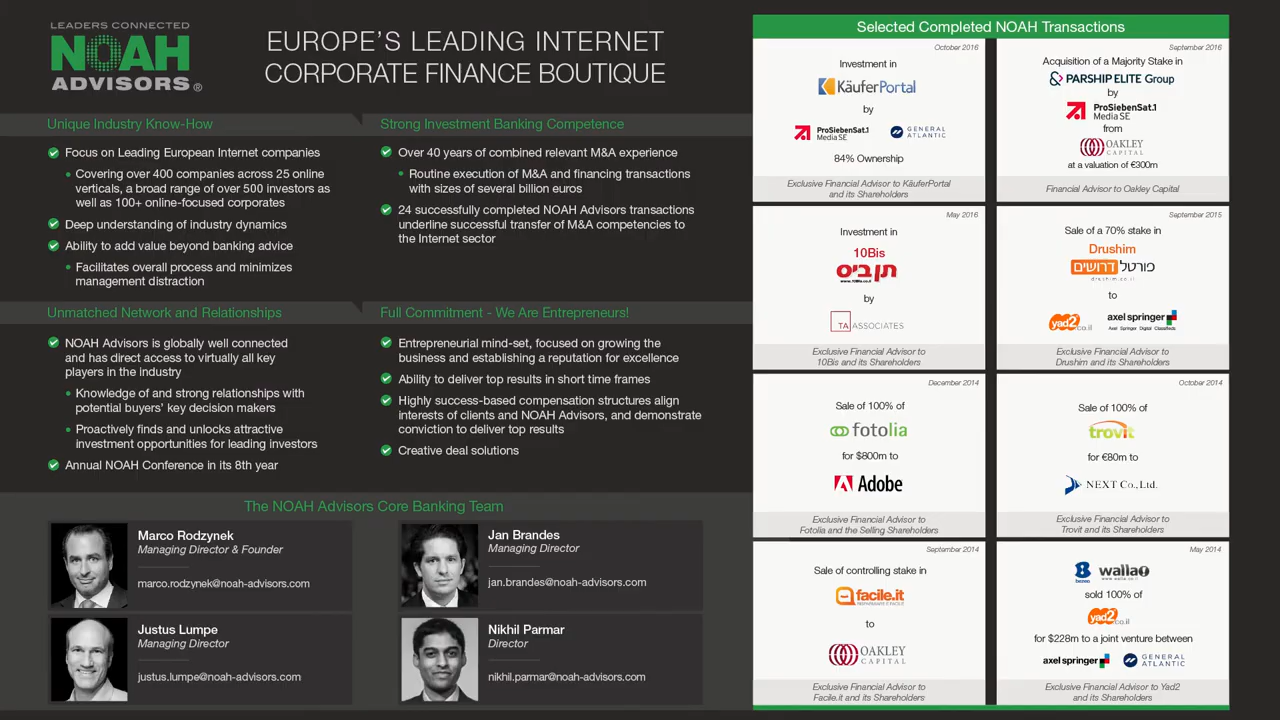 LEADERS CONNECTED
NOAH
ADVISORS®
EUROPE'S LEADING INTERNET
CORPORATE FINANCE BOUTIQUE
Unique Industry Know-How
Focus on Leading European Internet companies
• Covering over 400 companies across 25 online
verticals, a broad range of over 500 investors as
well as 100+ online-focused corporates
Deep understanding of industry dynamics
Ability to add value beyond banking advice
• Facilitates overall process and minimizes
management distraction
Strong Investment Banking Competence
Over 40 years of combined relevant M&A experience
• Routine execution of M&A and financing transactions
with sizes of several billion euros
24 successfully completed NOAH Advisors transactions
underline successful transfer of M&A competencies to
the Internet sector
Unmatched Network and Relationships
NOAH Advisors is globally well connected
and has direct access to virtually all key
players in the industry
• Knowledge of and strong relationships with
potential buyers' key decision makers
• Proactively finds and unlocks attractive
investment opportunities for leading investors
Annual NOAH Conference in its 8th year
Full Commitment - We Are Entrepreneurs!
Entrepreneurial mind-set, focused on growing the
business and establishing a reputation for excellence
Ability to deliver top results in short time frames
Highly success-based compensation structures align
interests of clients and NOAH Advisors, and demonstrate
conviction to deliver top results
Creative deal solutions
The NOAH Advisors Core Banking Team
Marco Rodzynek
Managing Director & Founder
marco.rodzynek@noah-advisors.com
Jan Brandes
Managing Director
jan.brandes@noah-advisors.com
Justus Lumpe
Managing Director
justus.lumpe@noah-advisors.com
Nikhil Parmar
Director
nikhil.parmar@noah-advisors.com
Selected Completed NOAH Transactions
October 2016
Investment in
KäuferPortal
by
ProSiebenSat.1
Media SE
GENERAL
ATLANTIC
84% Ownership
Exclusive Financial Advisor to KäuferPortal
and its Shareholders
September 2016
Acquisition of a Majority Stake in
PARSHIP ELITE Group
by
ProSiebenSat.1
Media SE
from
OAKLEY
CAPITAL
at a valuation of €300m
Financial Advisor to Oakley Capital
May 2016
Investment in
10Bis
תן ביס
www.10Bis.co.il
by
TA ASSOCIATES
Exclusive Financial Advisor to
10Bis and its Shareholders
September 2015
Sale of a 70% stake in
Drushim
פורטל דרושים
drushim.co.il
to
yad2.co.il
axel springer
Axel Springer Digital Classifieds
Exclusive Financial Advisor to
Drushim and its Shareholders
December 2014
Sale of 100% of
fotolia
for $800m to
Adobe
Exclusive Financial Advisor to
Fotolia and the Selling Shareholders
October 2014
Sale of 100% of
trovit
for €80m to
NEXT Co., Ltd.
Exclusive Financial Advisor to
Trovit and its Shareholders
September 2014
Sale of controlling stake in
facile.it
to
OAKLEY
CAPITAL
Exclusive Financial Advisor to
Facile.it and its Shareholders
May 2014
walla!
www.walla.co.il
sold 100% of
yad2.co.il
for $228m to a joint venture between
axel springer
GENERAL
ATLANTIC
Exclusive Financial Advisor to Yad2
and its Shareholders